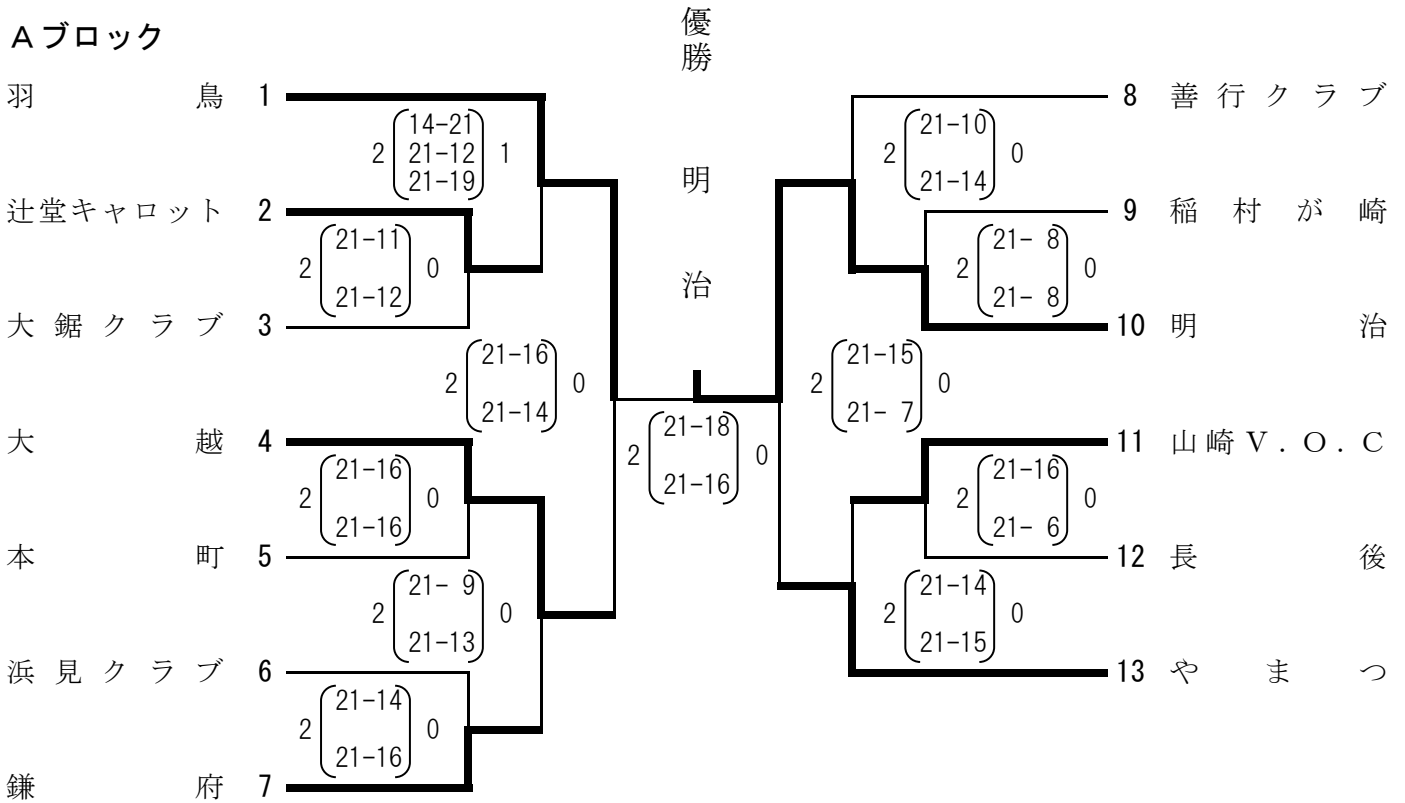 Aブロック
優勝
明治
羽鳥 1
14-21
2 21-12 1
21-19
辻堂キャロット 2
21-11
2 0
21-12
大鋸クラブ 3
21-16
2 0
21-14
大越 4
21-16
2 0
21-16
本町 5
21- 9
2 0
21-13
浜見クラブ 6
21-14
2 0
21-16
鎌府 7
21-18
2 0
21-16
8 善行クラブ
21-10
2 0
21-14
9 稲村が崎
21- 8
2 0
21- 8
10 明治
21-15
2 0
21- 7
11 山崎V.O.C
21-16
2 0
21- 6
12 長後
21-14
2 0
21-15
13 やまつ